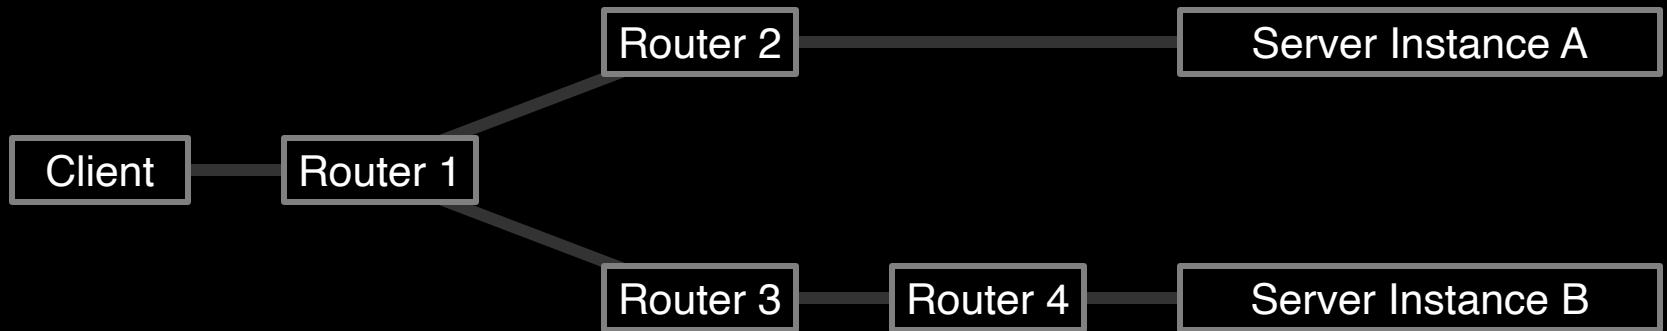 Router 2
Server Instance A
Client
Router 1
Router 3
Router 4
Server Instance B